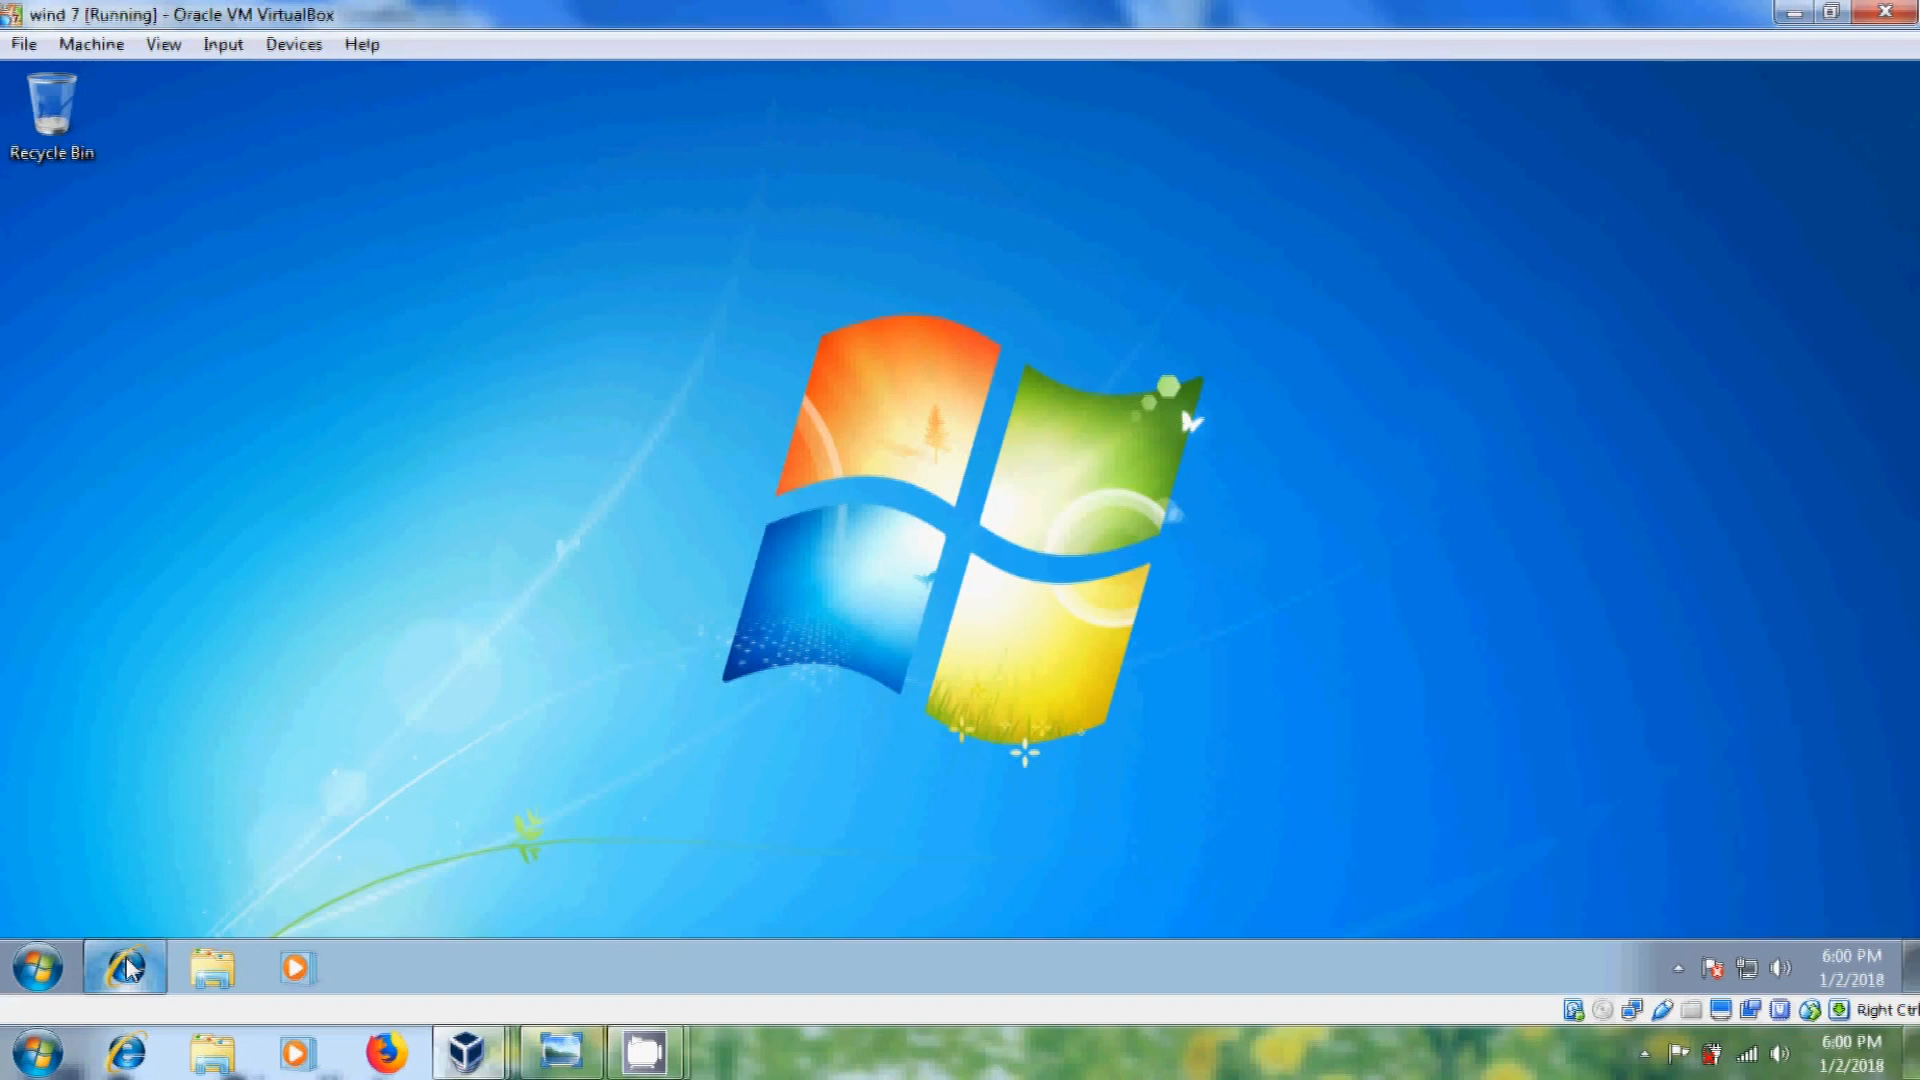 wind 7 [Running] - Oracle VM VirtualBox
File Machine View Input Devices Help
Recycle Bin
6:00 PM
1/2/2018
Right Ctrl
6:00 PM
1/2/2018